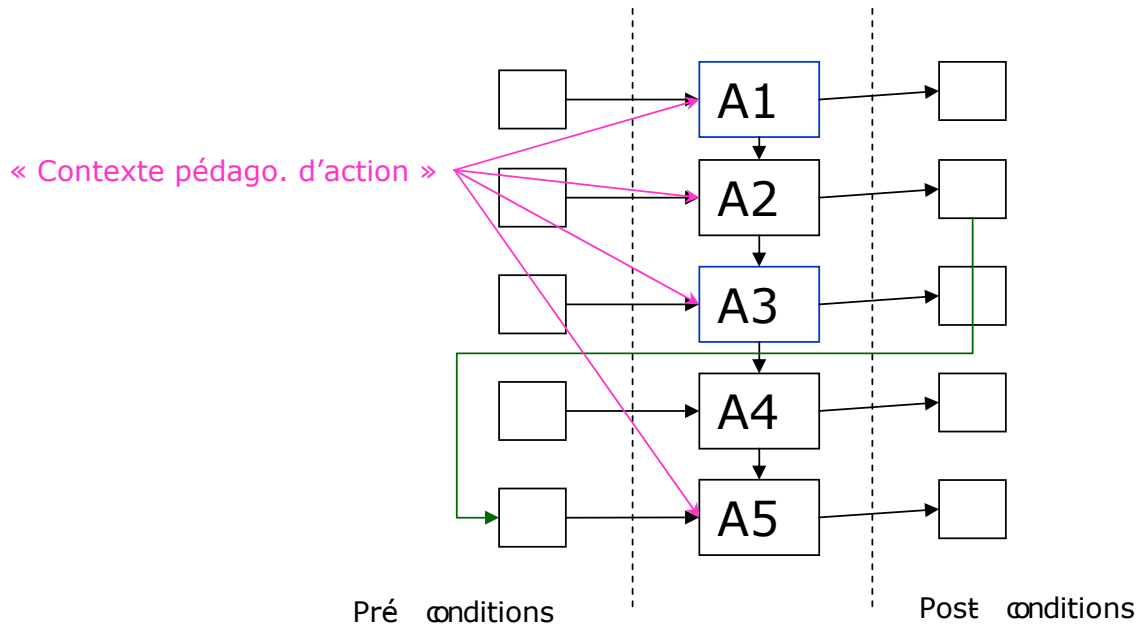 A1
« Contexte pédago. d’action »
A2
A3
A4
A5
Pré conditions
Post- conditions